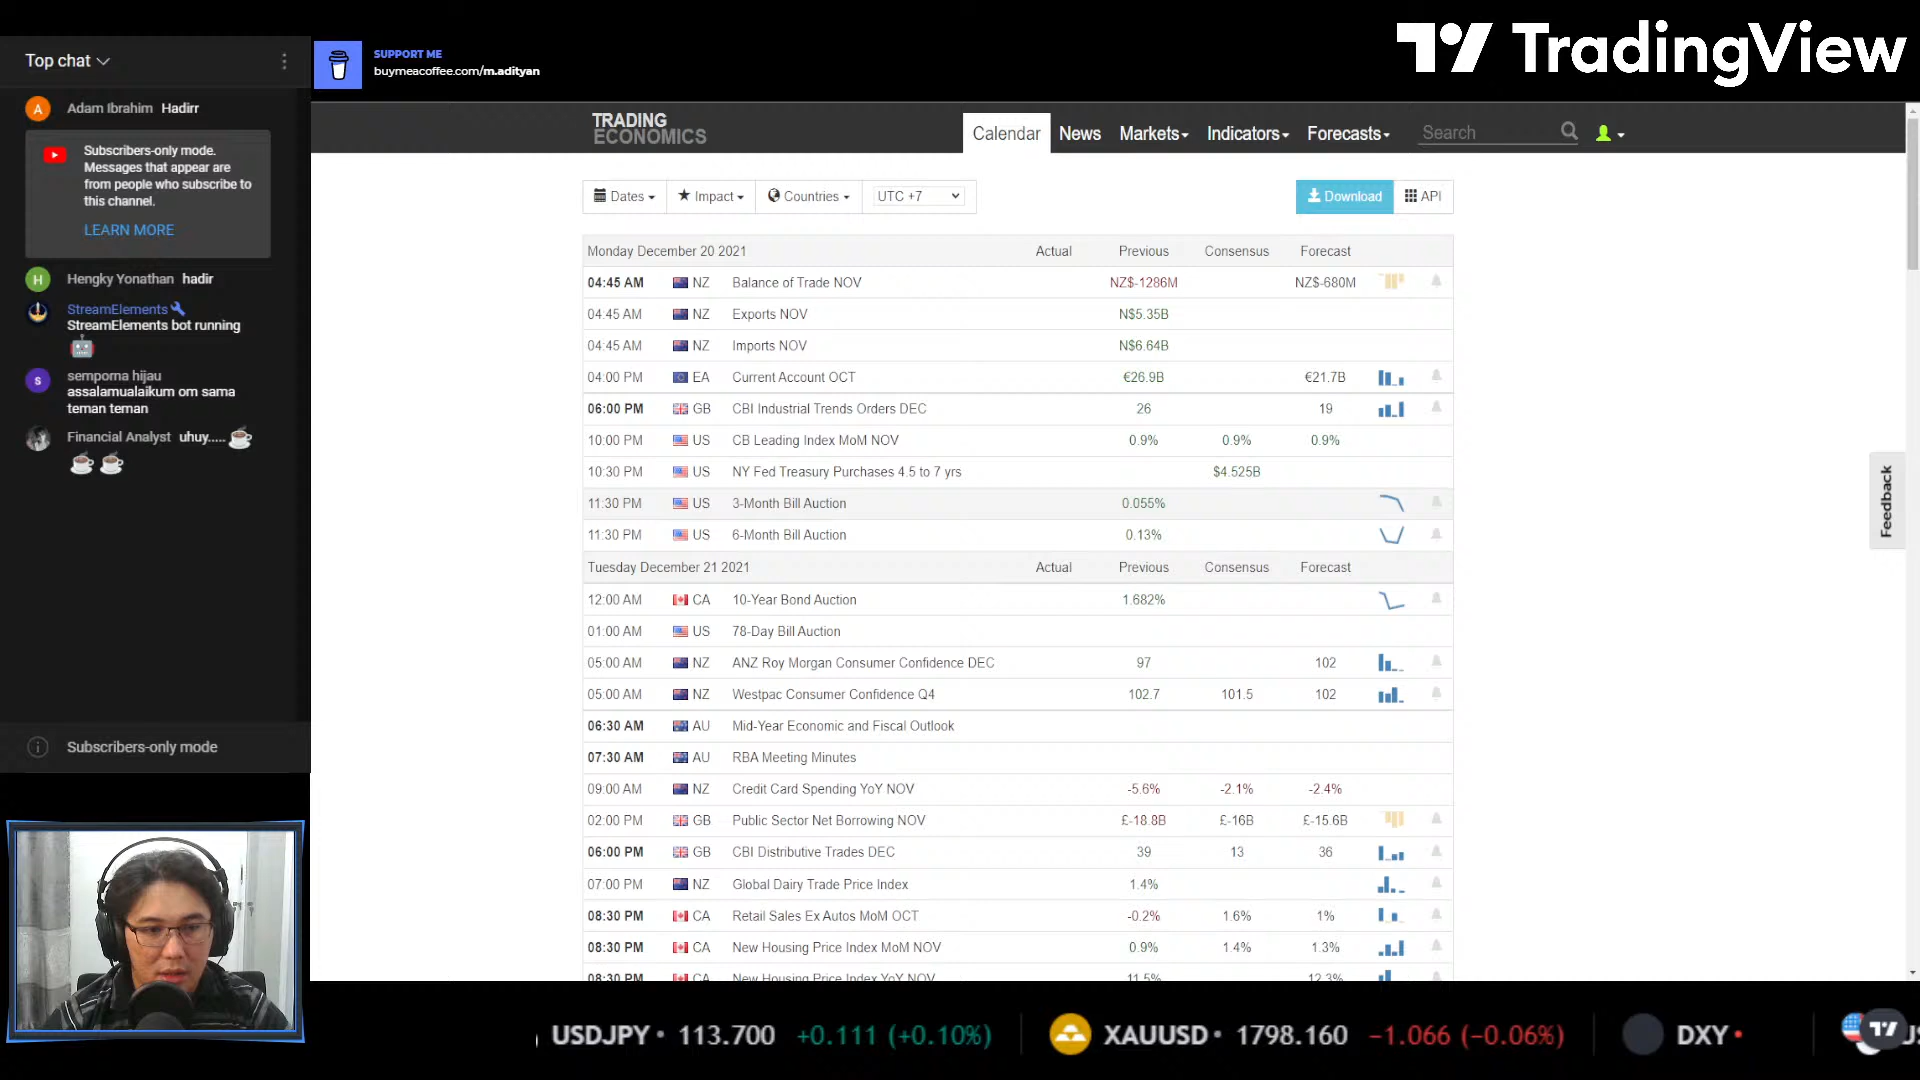 TradingView
SUPPORT ME
buymeacoffee.com/m.adityan
Top chat
Adam Ibrahim Hadirr
Subscribers-only mode.
Messages that appear are
from people who subscribe to
this channel.
LEARN MORE
Hengky Yonathan hadir
StreamElements
StreamElements bot running
semporna hijau
assalamualaikum om sama
teman teman
Financial Analyst uhuy.....
Subscribers-only mode
TRADING
ECONOMICS
Calendar News Markets Indicators Forecasts Search
Dates Impact Countries UTC +7 Download API
Monday December 20 2021 Actual Previous Consensus Forecast
04:45 AM NZ Balance of Trade NOV NZ$-1286M NZ$-680M
04:45 AM NZ Exports NOV N$5.35B
04:45 AM NZ Imports NOV N$6.64B
04:00 PM EA Current Account OCT €26.9B €21.7B
06:00 PM GB CBI Industrial Trends Orders DEC 26 19
10:00 PM US CB Leading Index MoM NOV 0.9% 0.9% 0.9%
10:30 PM US NY Fed Treasury Purchases 4.5 to 7 yrs $4.525B
11:30 PM US 3-Month Bill Auction 0.055%
11:30 PM US 6-Month Bill Auction 0.13%
Tuesday December 21 2021 Actual Previous Consensus Forecast
12:00 AM CA 10-Year Bond Auction 1.682%
01:00 AM US 78-Day Bill Auction
05:00 AM NZ ANZ Roy Morgan Consumer Confidence DEC 97 102
05:00 AM NZ Westpac Consumer Confidence Q4 102.7 101.5 102
06:30 AM AU Mid-Year Economic and Fiscal Outlook
07:30 AM AU RBA Meeting Minutes
09:00 AM NZ Credit Card Spending YoY NOV -5.6% -2.1% -2.4%
02:00 PM GB Public Sector Net Borrowing NOV £-18.8B £-16B £-15.6B
06:00 PM GB CBI Distributive Trades DEC 39 13 36
07:00 PM NZ Global Dairy Trade Price Index 1.4%
08:30 PM CA Retail Sales Ex Autos MoM OCT -0.2% 1.6% 1%
08:30 PM CA New Housing Price Index MoM NOV 0.9% 1.4% 1.3%
08:30 PM CA New Housing Price Index YoY NOV 11.5% 12.3%
Feedback
USDJPY • 113.700 +0.111 (+0.10%) XAUUSD • 1798.160 −1.066 (−0.06%) DXY •